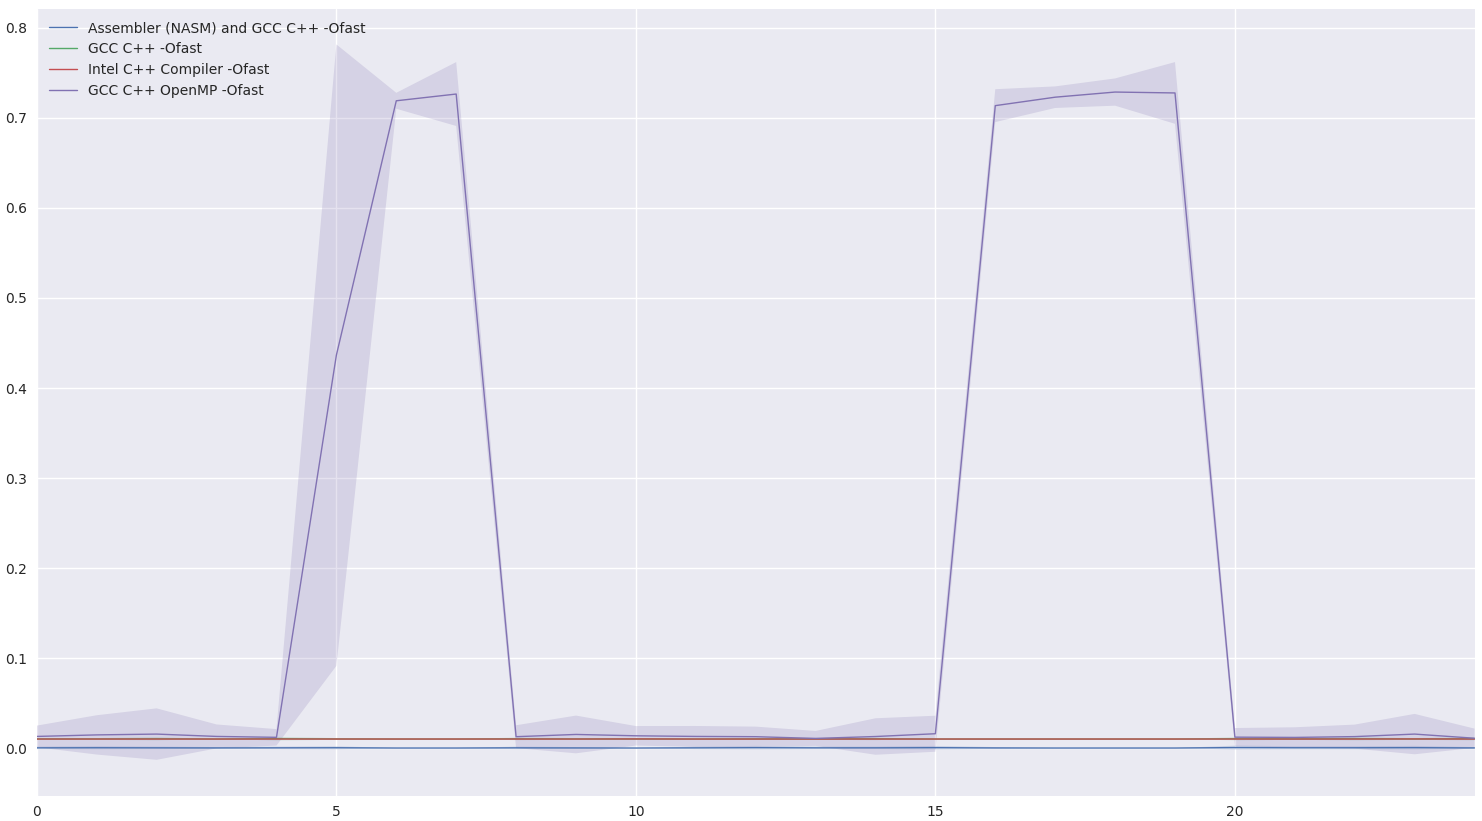 0.8
Assembler (NASM) and GCC C++ -Ofast
GCC C++ -Ofast
Intel C++ Compiler -Ofast
GCC C++ OpenMP -Ofast
0.7
0.6
0.5
0.4
0.3
0.2
0.1
0.0
0 5 10 15 20